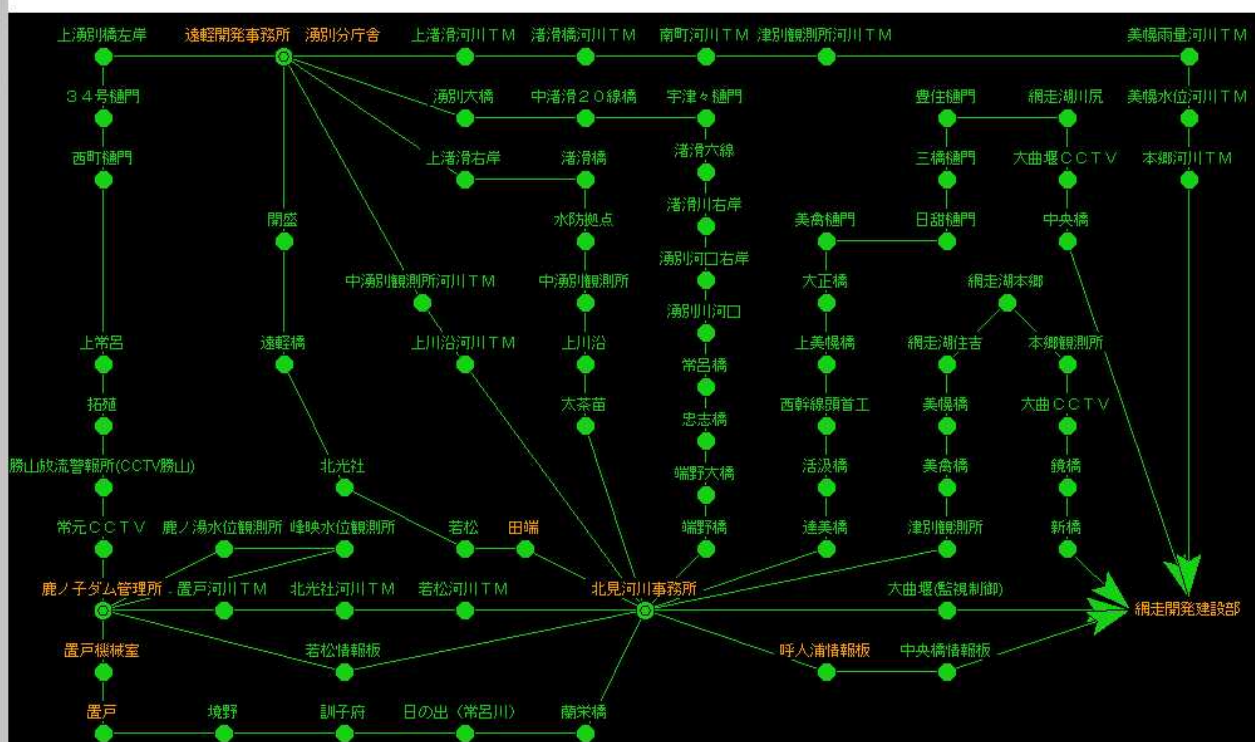 上湧別橋左岸 遠軽開発事務所 湧別分庁舎 上渚滑河川TM 渚滑橋河川TM 南町河川TM 津別観測所河川TM 美幌雨量河川TM
34号樋門 湧別大橋 中渚滑20線橋 宇津々樋門 豊住樋門 網走湖川尻 美幌水位河川TM
西町樋門 上渚滑右岸 渚滑橋 渚滑六線 三橋樋門 大曲堰CCTV 本郷河川TM
渚滑川右岸
開盛 水防拠点 美禽樋門 日甜樋門 中央橋
湧別河口右岸
中湧別観測所河川TM 中湧別観測所 大正橋 網走湖本郷
湧別川河口
上常呂 遠軽橋 上川沿河川TM 上川沿 上美幌橋 網走湖住吉 本郷観測所
常呂橋
拓殖 太茶苗 西幹線頭首工 美幌橋 大曲CCTV
忠志橋
勝山放流警報所(CCTV勝山) 北光社 活汲橋 美禽橋 鏡橋
端野大橋
常元CCTV 鹿ノ湯水位観測所 峰映水位観測所 若松 田端 端野橋 達美橋 津別観測所 新橋
鹿ノ子ダム管理所 置戸河川TM 北光社河川TM 若松河川TM 北見河川事務所 大曲堰(監視制御)
網走開発建設部
置戸機械室 若松情報板 呼人浦情報板 中央橋情報板
置戸 境野 訓子府 日の出(常呂川) 蘭栄橋